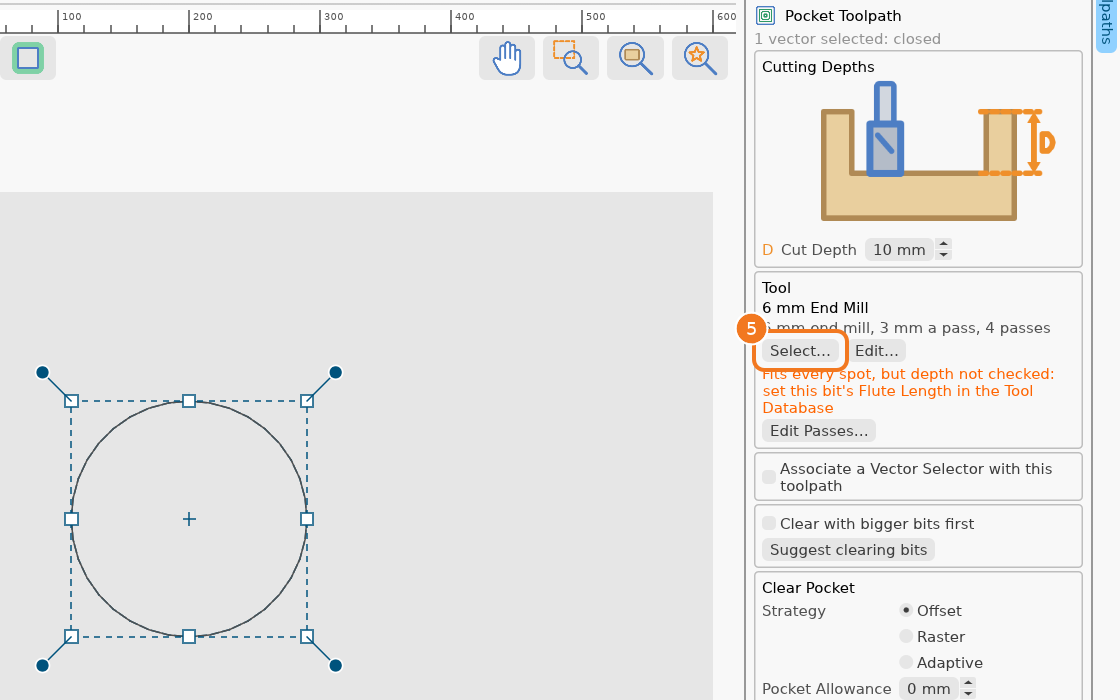 100 200 300 400 500 600
lpaths
Pocket Toolpath
1 vector selected: closed
Cutting Depths
D
D Cut Depth 10 mm
Tool
6 mm End Mill
5
mm end mill, 3 mm a pass, 4 passes
Select... Edit...
Fits every spot, but depth not checked:
set this bit's Flute Length in the Tool
Database
Edit Passes...
Associate a Vector Selector with this
toolpath
Clear with bigger bits first
Suggest clearing bits
Clear Pocket
Strategy Offset
Raster
Adaptive
Pocket Allowance 0 mm